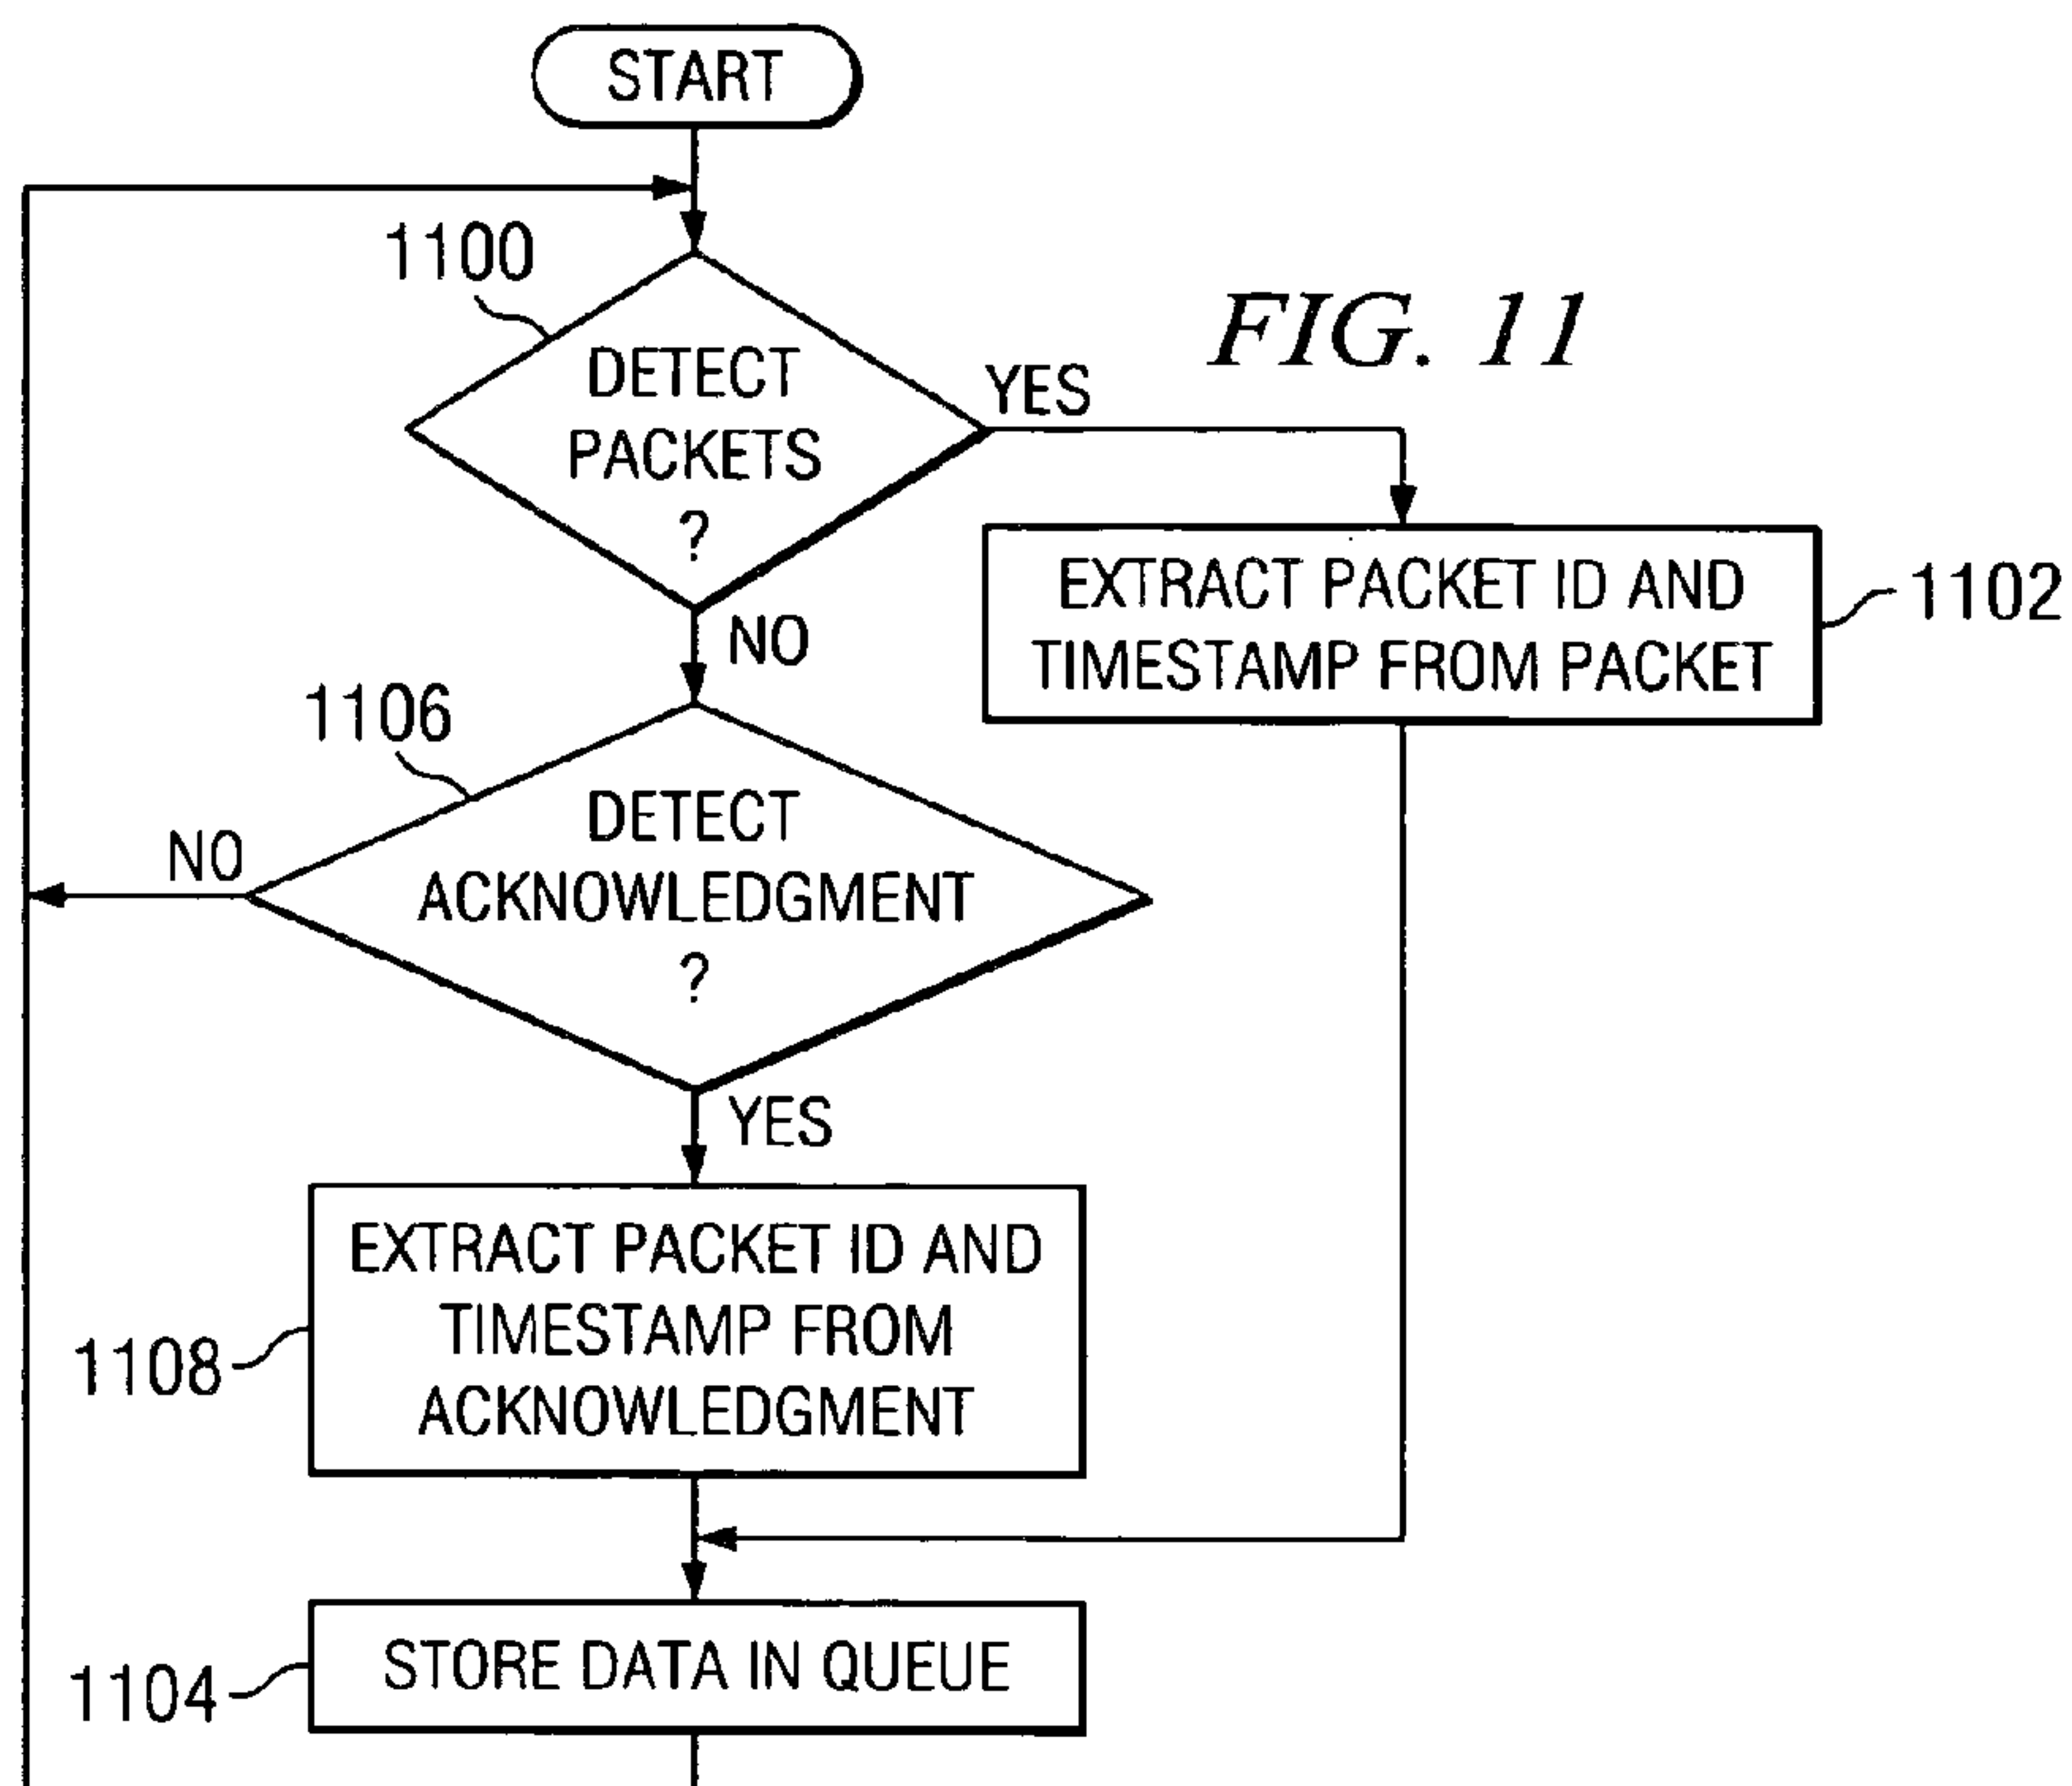 START
1100
FIG. 11
DETECT
PACKETS
?
YES
NO
EXTRACT PACKET ID AND
TIMESTAMP FROM PACKET
1102
1106
DETECT
ACKNOWLEDGMENT
?
NO
YES
EXTRACT PACKET ID AND
TIMESTAMP FROM
ACKNOWLEDGMENT
1108
STORE DATA IN QUEUE
1104